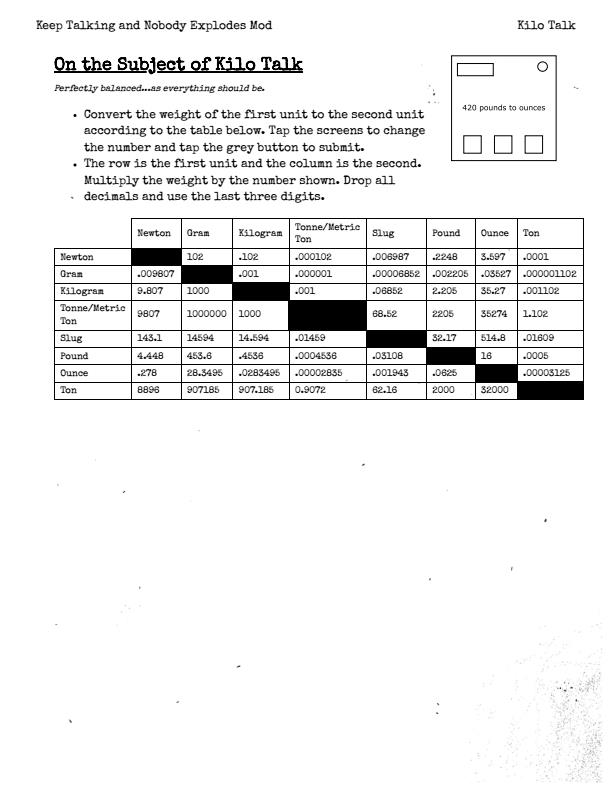 Keep Talking and Nobody Explodes Mod Kilo Talk
On the Subject of Kilo Talk
Perfectly balanced...as everything should be.
420 pounds to ounces
• Convert the weight of the first unit to the second unit
according to the table below. Tap the screens to change
the number and tap the grey button to submit.
• The row is the first unit and the column is the second.
Multiply the weight by the number shown. Drop all
decimals and use the last three digits.
Newton Gram Kilogram Tonne/Metric Ton Slug Pound Ounce Ton
Newton 102 .102 .000102 .006987 .2248 3.597 .0001
Gram .009807 .001 .000001 .00006852 .002205 .03527 .000001102
Kilogram 9.807 1000 .001 .06852 2.205 35.27 .001102
Tonne/Metric Ton 9807 1000000 1000 68.52 2205 35274 1.102
Slug 143.1 14594 14.594 .01459 32.17 514.8 .01609
Pound 4.448 453.6 .4536 .0004536 .03108 16 .0005
Ounce .278 28.3495 .0283495 .00002835 .001943 .0625 .00003125
Ton 8896 907185 907.185 0.9072 62.16 2000 32000